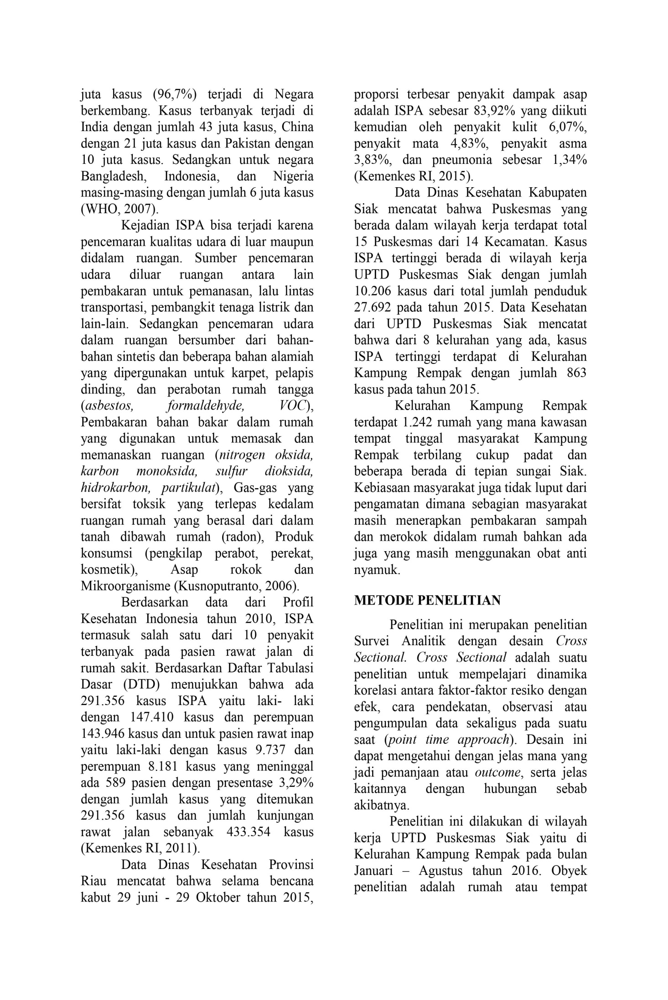 juta kasus (96,7%) terjadi di Negara
berkembang. Kasus terbanyak terjadi di
India dengan jumlah 43 juta kasus, China
dengan 21 juta kasus dan Pakistan dengan
10 juta kasus. Sedangkan untuk negara
Bangladesh, Indonesia, dan Nigeria
masing-masing dengan jumlah 6 juta kasus
(WHO, 2007).
Kejadian ISPA bisa terjadi karena
pencemaran kualitas udara di luar maupun
didalam ruangan. Sumber pencemaran
udara diluar ruangan antara lain
pembakaran untuk pemanasan, lalu lintas
transportasi, pembangkit tenaga listrik dan
lain-lain. Sedangkan pencemaran udara
dalam ruangan bersumber dari bahan-
bahan sintetis dan beberapa bahan alamiah
yang dipergunakan untuk karpet, pelapis
dinding, dan perabotan rumah tangga
(asbestos, formaldehyde, VOC),
Pembakaran bahan bakar dalam rumah
yang digunakan untuk memasak dan
memanaskan ruangan (nitrogen oksida,
karbon monoksida, sulfur dioksida,
hidrokarbon, partikulat), Gas-gas yang
bersifat toksik yang terlepas kedalam
ruangan rumah yang berasal dari dalam
tanah dibawah rumah (radon), Produk
konsumsi (pengkilap perabot, perekat,
kosmetik), Asap rokok dan
Mikroorganisme (Kusnoputranto, 2006).
Berdasarkan data dari Profil
Kesehatan Indonesia tahun 2010, ISPA
termasuk salah satu dari 10 penyakit
terbanyak pada pasien rawat jalan di
rumah sakit. Berdasarkan Daftar Tabulasi
Dasar (DTD) menujukkan bahwa ada
291.356 kasus ISPA yaitu laki- laki
dengan 147.410 kasus dan perempuan
143.946 kasus dan untuk pasien rawat inap
yaitu laki-laki dengan kasus 9.737 dan
perempuan 8.181 kasus yang meninggal
ada 589 pasien dengan presentase 3,29%
dengan jumlah kasus yang ditemukan
291.356 kasus dan jumlah kunjungan
rawat jalan sebanyak 433.354 kasus
(Kemenkes RI, 2011).
Data Dinas Kesehatan Provinsi
Riau mencatat bahwa selama bencana
kabut 29 juni - 29 Oktober tahun 2015,
proporsi terbesar penyakit dampak asap
adalah ISPA sebesar 83,92% yang diikuti
kemudian oleh penyakit kulit 6,07%,
penyakit mata 4,83%, penyakit asma
3,83%, dan pneumonia sebesar 1,34%
(Kemenkes RI, 2015).
Data Dinas Kesehatan Kabupaten
Siak mencatat bahwa Puskesmas yang
berada dalam wilayah kerja terdapat total
15 Puskesmas dari 14 Kecamatan. Kasus
ISPA tertinggi berada di wilayah kerja
UPTD Puskesmas Siak dengan jumlah
10.206 kasus dari total jumlah penduduk
27.692 pada tahun 2015. Data Kesehatan
dari UPTD Puskesmas Siak mencatat
bahwa dari 8 kelurahan yang ada, kasus
ISPA tertinggi terdapat di Kelurahan
Kampung Rempak dengan jumlah 863
kasus pada tahun 2015.
Kelurahan Kampung Rempak
terdapat 1.242 rumah yang mana kawasan
tempat tinggal masyarakat Kampung
Rempak terbilang cukup padat dan
beberapa berada di tepian sungai Siak.
Kebiasaan masyarakat juga tidak luput dari
pengamatan dimana sebagian masyarakat
masih menerapkan pembakaran sampah
dan merokok didalam rumah bahkan ada
juga yang masih menggunakan obat anti
nyamuk.
METODE PENELITIAN
Penelitian ini merupakan penelitian
Survei Analitik dengan desain Cross
Sectional. Cross Sectional adalah suatu
penelitian untuk mempelajari dinamika
korelasi antara faktor-faktor resiko dengan
efek, cara pendekatan, observasi atau
pengumpulan data sekaligus pada suatu
saat (point time approach). Desain ini
dapat mengetahui dengan jelas mana yang
jadi pemanjaan atau outcome, serta jelas
kaitannya dengan hubungan sebab
akibatnya.
Penelitian ini dilakukan di wilayah
kerja UPTD Puskesmas Siak yaitu di
Kelurahan Kampung Rempak pada bulan
Januari – Agustus tahun 2016. Obyek
penelitian adalah rumah atau tempat